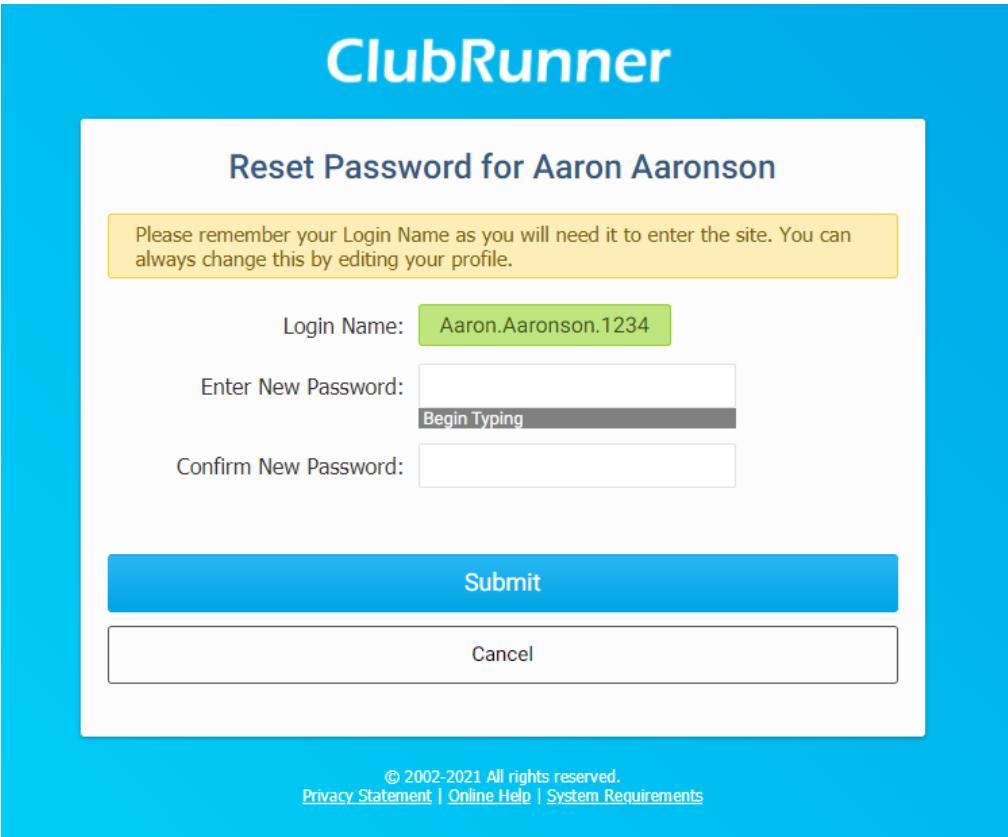 ClubRunner
Reset Password for Aaron Aaronson
Please remember your Login Name as you will need it to enter the site. You can
always change this by editing your profile.
Login Name: Aaron.Aaronson.1234
Enter New Password:
Begin Typing
Confirm New Password:
Submit
Cancel
© 2002-2021 All rights reserved.
Privacy Statement | Online Help | System Requirements